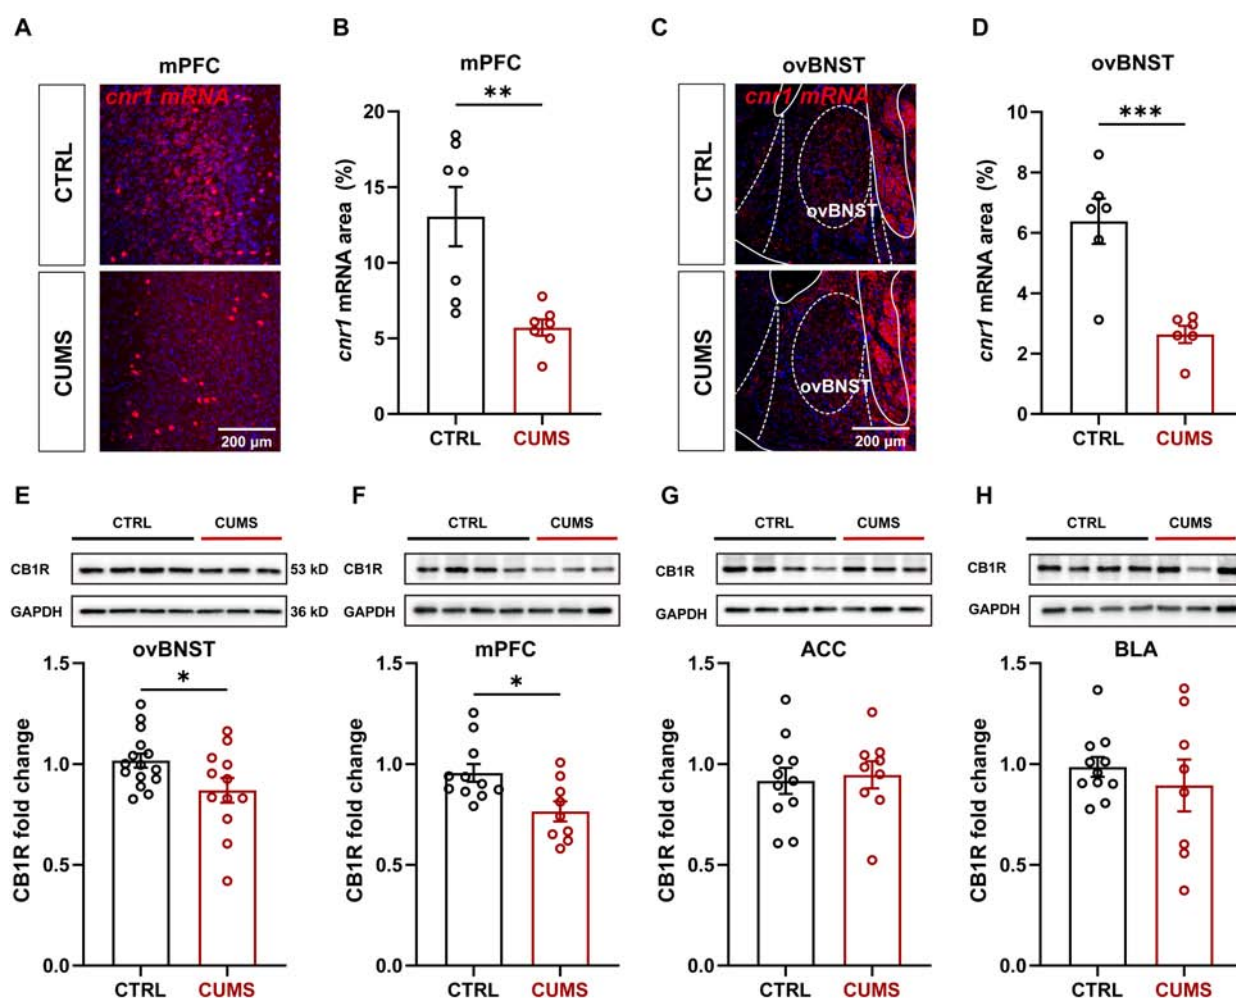 A
mPFC
CTRL
cnr1 mRNA
CUMS
200 µm
B
mPFC
**
cnr1 mRNA area (%)
20
15
10
5
0
CTRL
CUMS
C
ovBNST
CTRL
cnr1 mRNA
ovBNST
CUMS
ovBNST
200 µm
D
ovBNST
***
cnr1 mRNA area (%)
10
8
6
4
2
0
CTRL
CUMS
E
CTRL
CUMS
CB1R
53 kD
GAPDH
36 kD
ovBNST
*
CB1R fold change
1.5
1.0
0.5
0.0
CTRL
CUMS
F
CTRL
CUMS
CB1R
GAPDH
mPFC
*
CB1R fold change
1.5
1.0
0.5
0.0
CTRL
CUMS
G
CTRL
CUMS
CB1R
GAPDH
ACC
CB1R fold change
1.5
1.0
0.5
0.0
CTRL
CUMS
H
CTRL
CUMS
CB1R
GAPDH
BLA
CB1R fold change
1.5
1.0
0.5
0.0
CTRL
CUMS